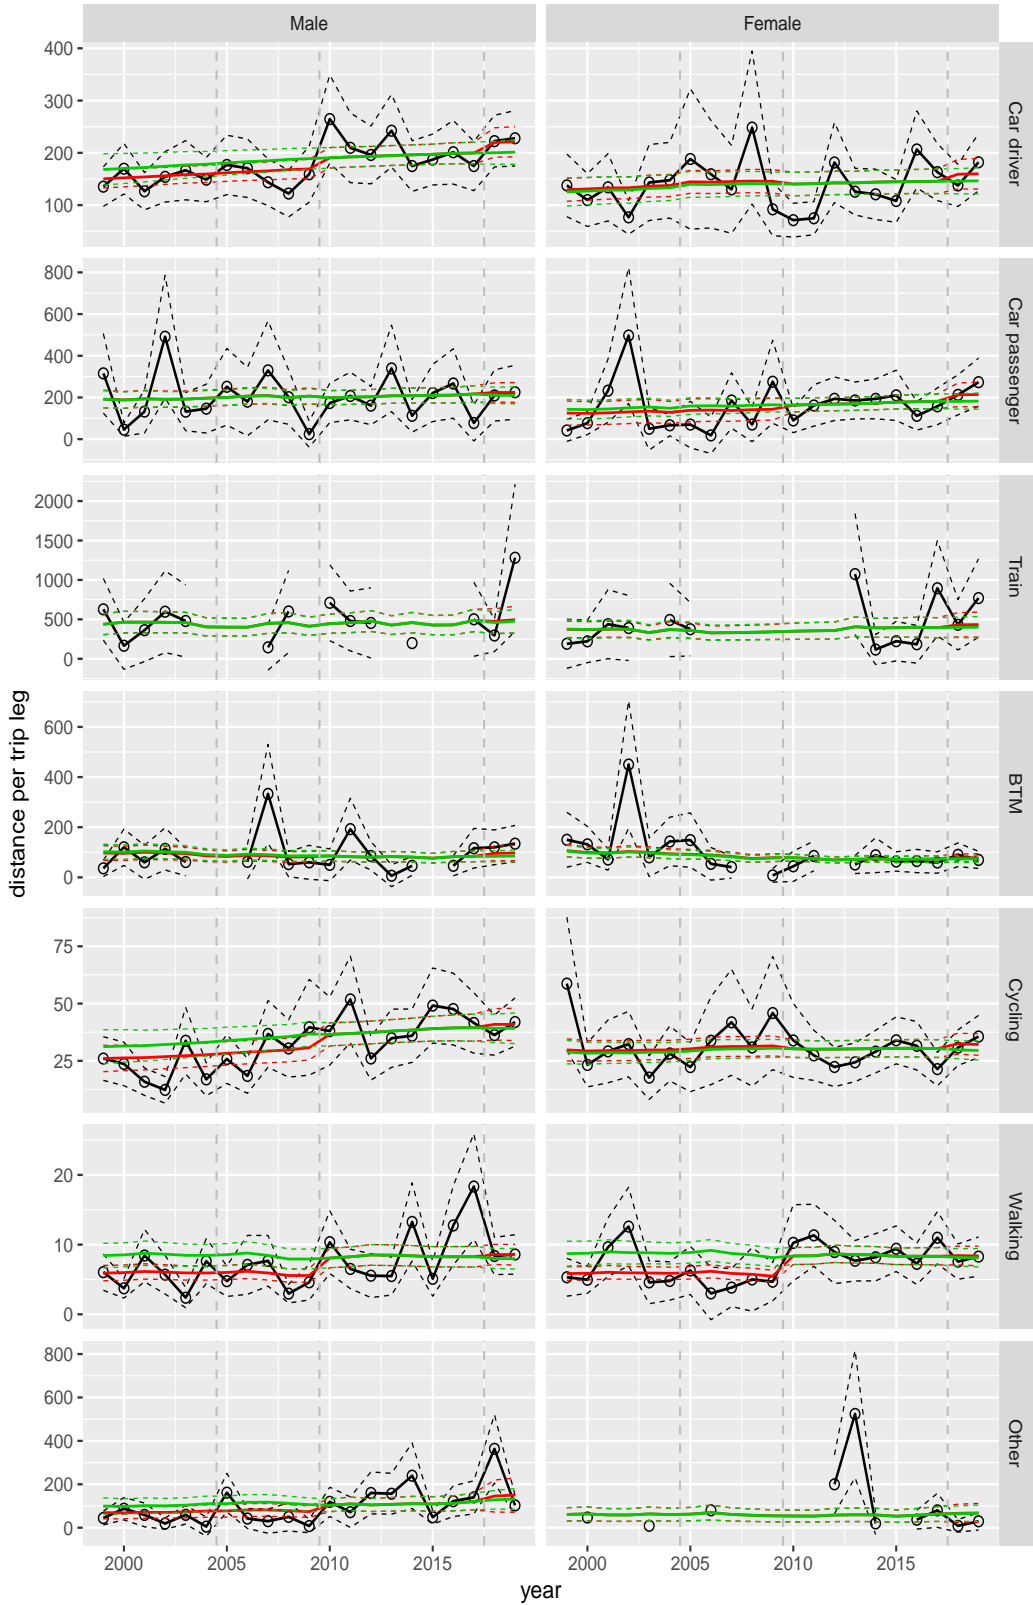 Male Female
400
300
200
100
Car driver
800
600
400
200
0
Car passenger
2000
1500
1000
500
0
Train
distance per trip leg
600
400
200
0
BTM
75
50
25
Cycling
20
10
0
Walking
800
600
400
200
0
Other
2000 2005 2010 2015 2000 2005 2010 2015
year